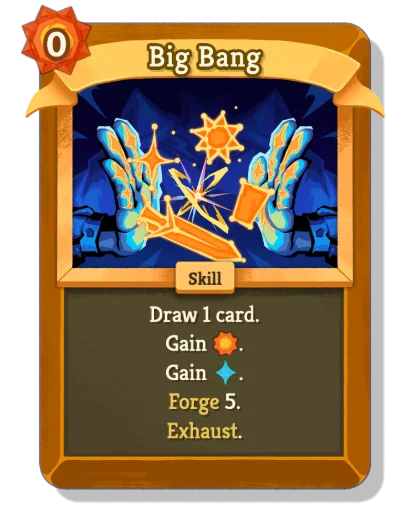 0
Big Bang
Skill
Draw 1 card.
Gain .
Gain .
Forge 5.
Exhaust.